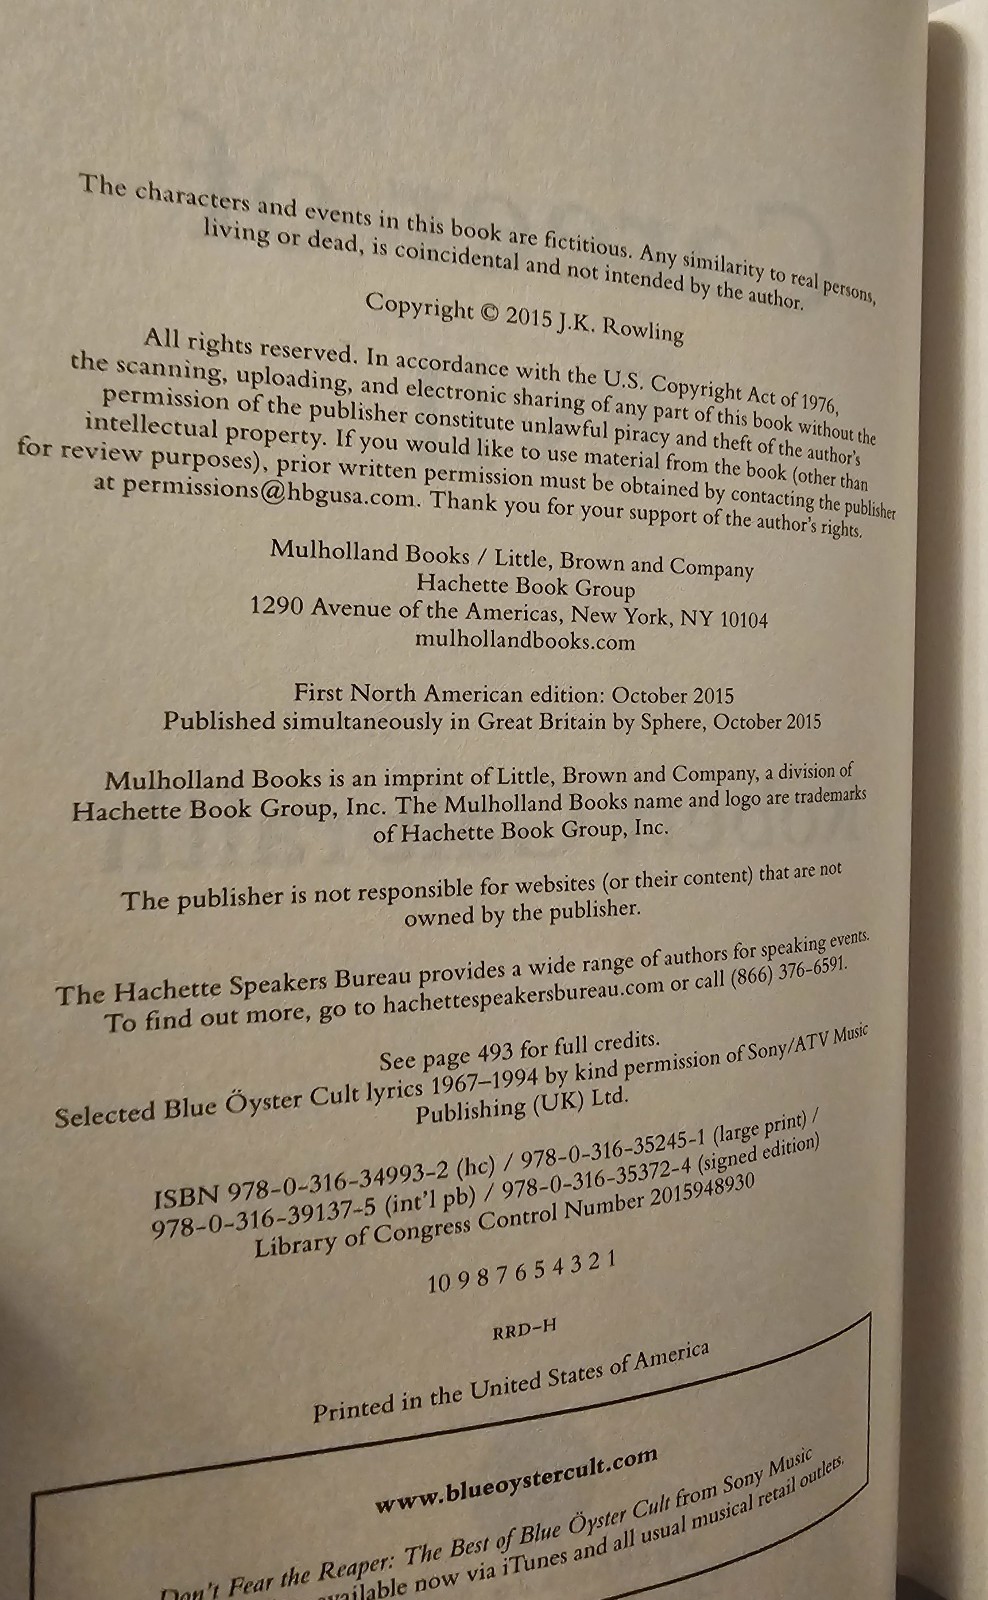 The characters and events in this book are fictitious. Any similarity to real persons,
living or dead, is coincidental and not intended by the author.
Copyright © 2015 J.K. Rowling
All rights reserved. In accordance with the U.S. Copyright Act of 1976,
the scanning, uploading, and electronic sharing of any part of this book without the
permission of the publisher constitute unlawful piracy and theft of the author's
intellectual property. If you would like to use material from the book (other than
for review purposes), prior written permission must be obtained by contacting the publisher
at permissions@hbgusa.com. Thank you for your support of the author's rights.
Mulholland Books / Little, Brown and Company
Hachette Book Group
1290 Avenue of the Americas, New York, NY 10104
mulhollandbooks.com
First North American edition: October 2015
Published simultaneously in Great Britain by Sphere, October 2015
Mulholland Books is an imprint of Little, Brown and Company, a division of
Hachette Book Group, Inc. The Mulholland Books name and logo are trademarks
of Hachette Book Group, Inc.
The publisher is not responsible for websites (or their content) that are not
owned by the publisher.
The Hachette Speakers Bureau provides a wide range of authors for speaking events.
To find out more, go to hachettespeakersbureau.com or call (866) 376-6591.
See page 493 for full credits.
Selected Blue Öyster Cult lyrics 1967–1994 by kind permission of Sony/ATV Music
Publishing (UK) Ltd.
ISBN 978-0-316-34993-2 (hc) / 978-0-316-35245-1 (large print) /
978-0-316-39137-5 (int'l pb) / 978-0-316-35372-4 (signed edition)
Library of Congress Control Number 2015948930
10 9 8 7 6 5 4 3 2 1
RRD-H
Printed in the United States of America
www.blueoystercult.com
Don't Fear the Reaper: The Best of Blue Öyster Cult from Sony Music
available now via iTunes and all usual musical retail outlets.